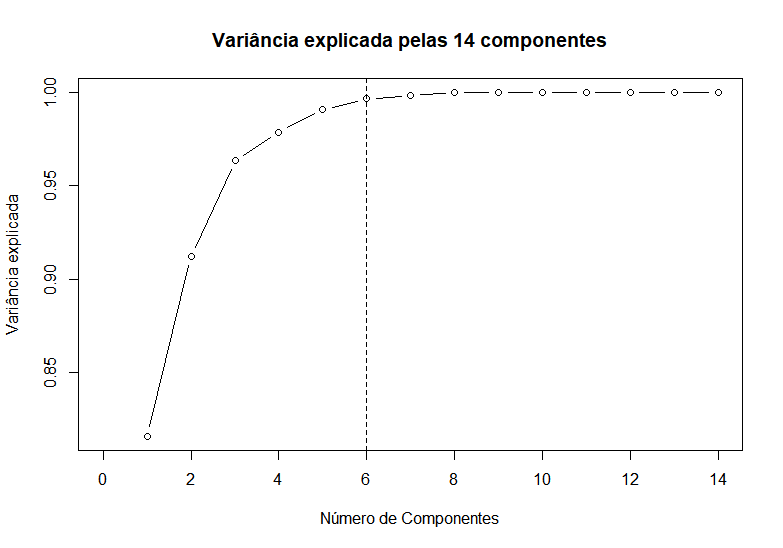 Variância explicada pelas 14 componentes
Variância explicada
1.00
0.95
0.90
0.85
0 2 4 6 8 10 12 14
Número de Componentes